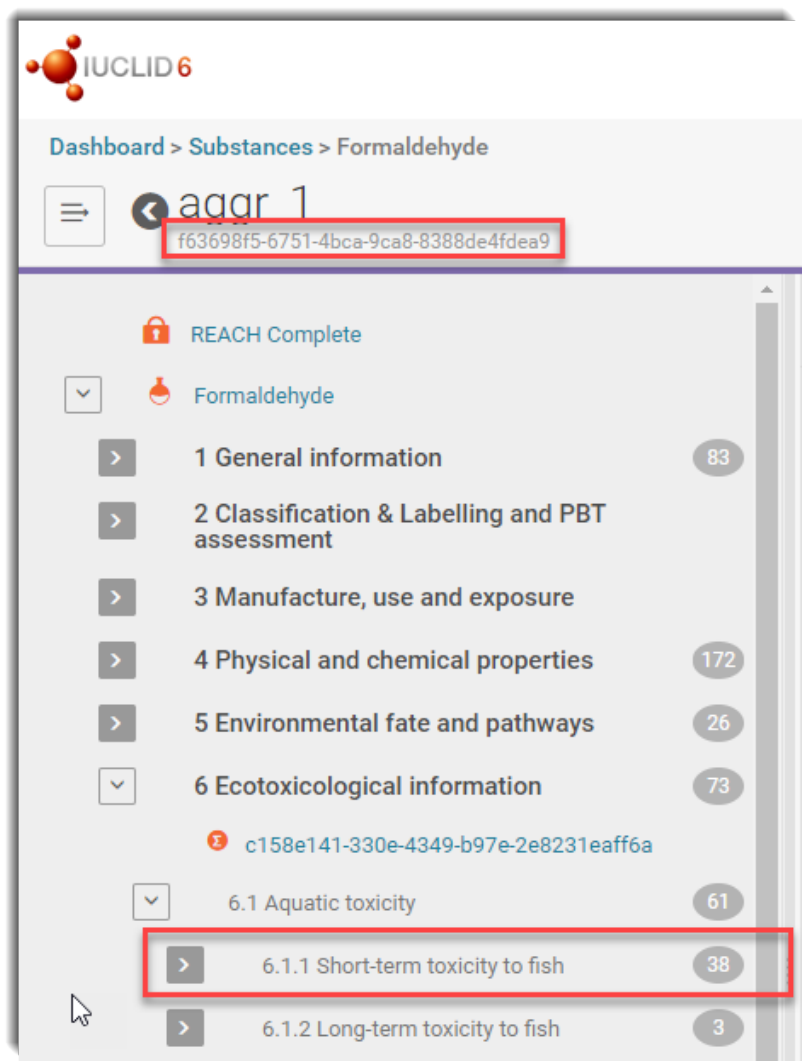 IUCLID 6
Dashboard > Substances > Formaldehyde
aggr_1
f63698f5-6751-4bca-9ca8-8388de4fdea9
REACH Complete
Formaldehyde
1 General information 83
2 Classification & Labelling and PBT
assessment
3 Manufacture, use and exposure
4 Physical and chemical properties 172
5 Environmental fate and pathways 26
6 Ecotoxicological information 73
c158e141-330e-4349-b97e-2e8231eaff6a
6.1 Aquatic toxicity 61
6.1.1 Short-term toxicity to fish 38
6.1.2 Long-term toxicity to fish 3